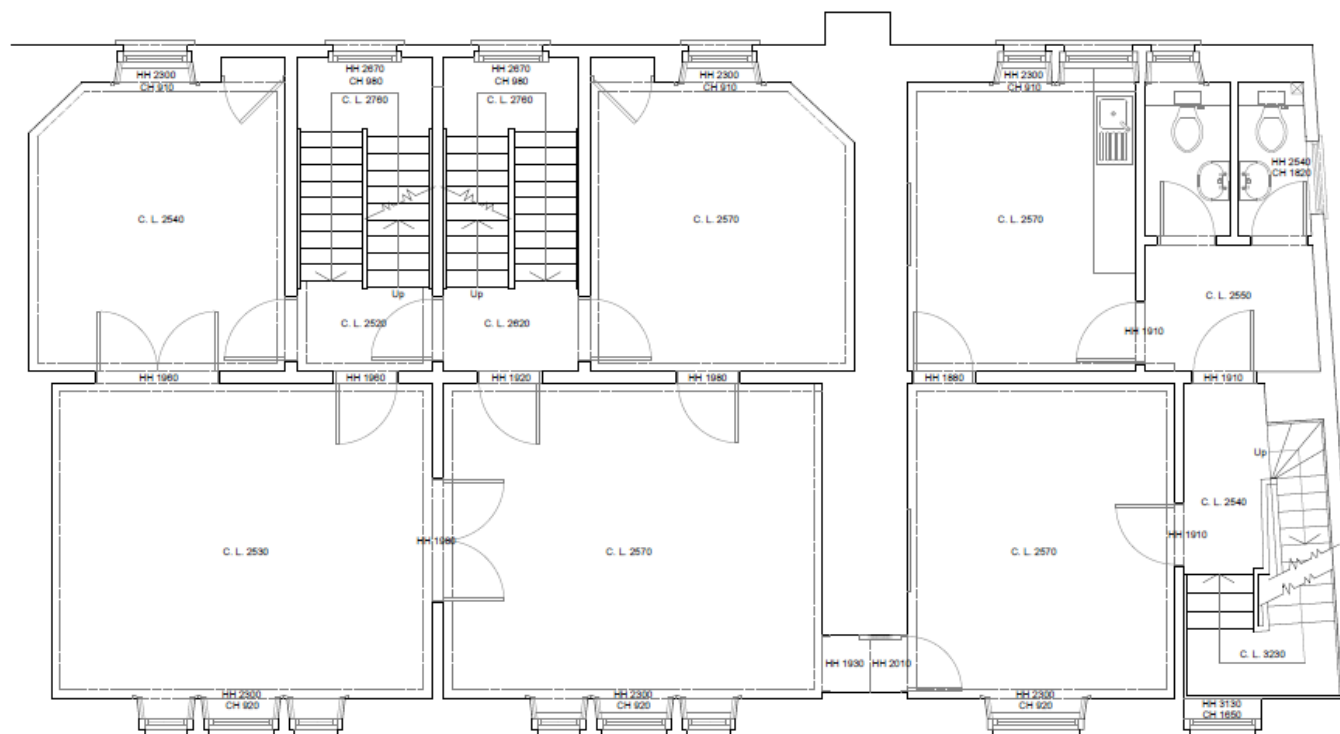 HH 2300
CH 910
HH 2670
CH 980
C. L. 2760
HH 2670
CH 980
C. L. 2760
HH 2300
CH 910
HH 2300
CH 910
HH 2540
CH 1820
C. L. 2540
C. L. 2570
C. L. 2570
C. L. 2550
Up
Up
C. L. 2520
C. L. 2620
HH 1910
HH 1960
HH 1960
HH 1920
HH 1980
HH 1880
HH 1910
Up
C. L. 2540
C. L. 2530
HH 1980
C. L. 2570
C. L. 2570
HH 1910
C. L. 3230
HH 1930
HH 2010
HH 2300
CH 920
HH 2300
CH 920
HH 2300
CH 920
HH 3130
CH 1650